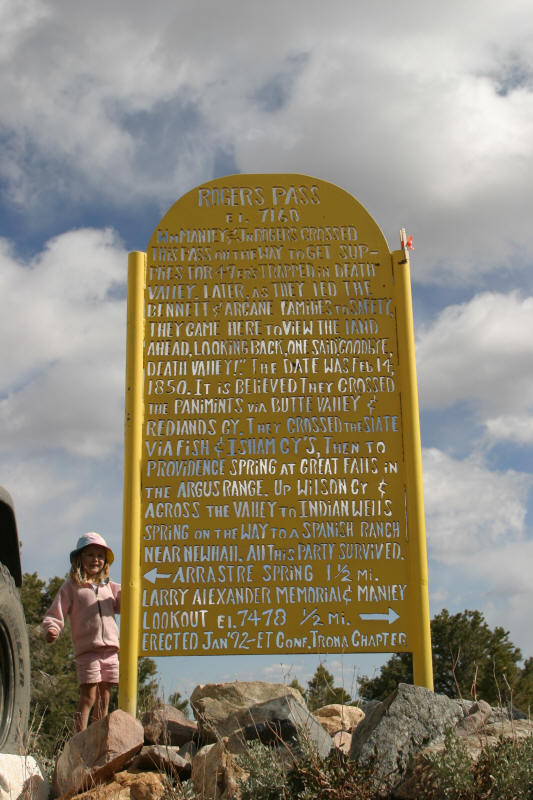 ROGERS PASS
EL. 7160
WM MANLEY & JN ROGERS CROSSED
THIS PASS ON THE WAY TO GET SUP-
PLIES FOR 49ERS TRAPPED IN DEATH
VALLEY. LATER, AS THEY LED THE
BENNETT & ARCANE FAMILIES TO SAFETY,
THEY CAME HERE TO VIEW THE LAND
AHEAD, LOOKING BACK, ONE SAID "GOODBYE,
DEATH VALLEY!" THE DATE WAS FEB 14,
1850. IT IS BELIEVED THEY CROSSED
THE PANIMINTS VIA BUTTE VALLEY &
REDLANDS CY. THEY CROSSED THE SLATE
VIA FISH & ISHAM CY'S, THEN TO
PROVIDENCE SPRING AT GREAT FALLS IN
THE ARGUS RANGE. UP WILSON CY &
ACROSS THE VALLEY TO INDIAN WELLS
SPRING ON THE WAY TO A SPANISH RANCH
NEAR NEWHALL. ALL THIS PARTY SURVIVED.
← ARRASTRE SPRING 1 1/2 MI.
LARRY ALEXANDER MEMORIAL & MANLEY
LOOKOUT EL. 7478 1/2 MI. →
ERECTED JAN '92 - ET CONF, TRONA CHAPTER